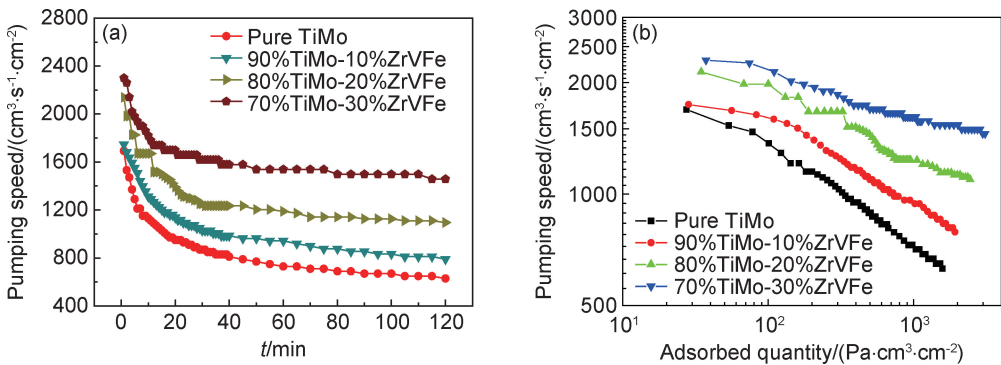 (a)
Pure TiMo
90%TiMo-10%ZrVFe
80%TiMo-20%ZrVFe
70%TiMo-30%ZrVFe
Pumping speed/(cm³·s⁻¹·cm⁻²)
2800
2400
2000
1600
1200
800
400
0 20 40 60 80 100 120
t/min
(b)
Pumping speed/(cm³·s⁻¹·cm⁻²)
3000
2000
1500
1000
500
Pure TiMo
90%TiMo-10%ZrVFe
80%TiMo-20%ZrVFe
70%TiMo-30%ZrVFe
10¹ 10² 10³
Adsorbed quantity/(Pa·cm³·cm⁻²)